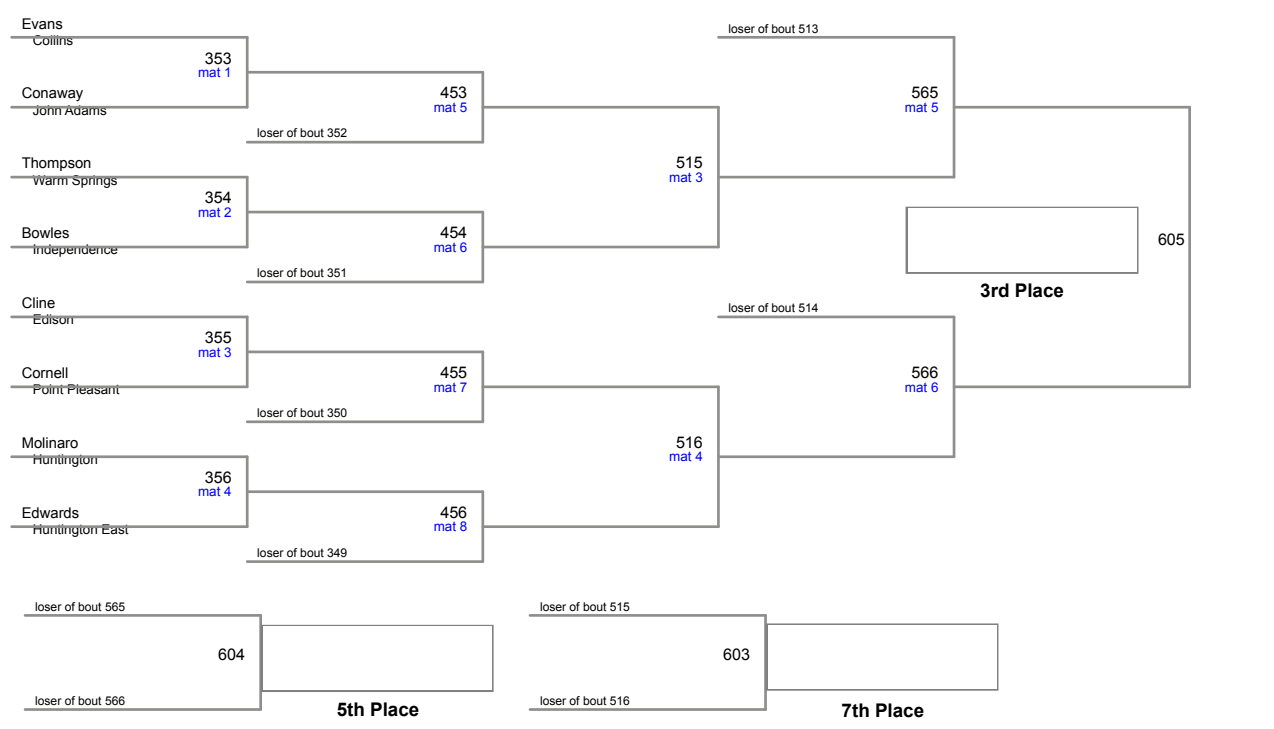 Evans
Collins
353
mat 1
Conaway
John Adams
453
mat 5
loser of bout 352
Thompson
Warm Springs
354
mat 2
Bowles
Independence
454
mat 6
loser of bout 351
515
mat 3
loser of bout 513
565
mat 5
605
3rd Place
Cline
Edison
355
mat 3
Cornell
Point Pleasant
455
mat 7
loser of bout 350
Molinaro
Huntington
356
mat 4
Edwards
Huntington East
456
mat 8
loser of bout 349
516
mat 4
loser of bout 514
566
mat 6
loser of bout 565
604
loser of bout 566
5th Place
loser of bout 515
603
loser of bout 516
7th Place